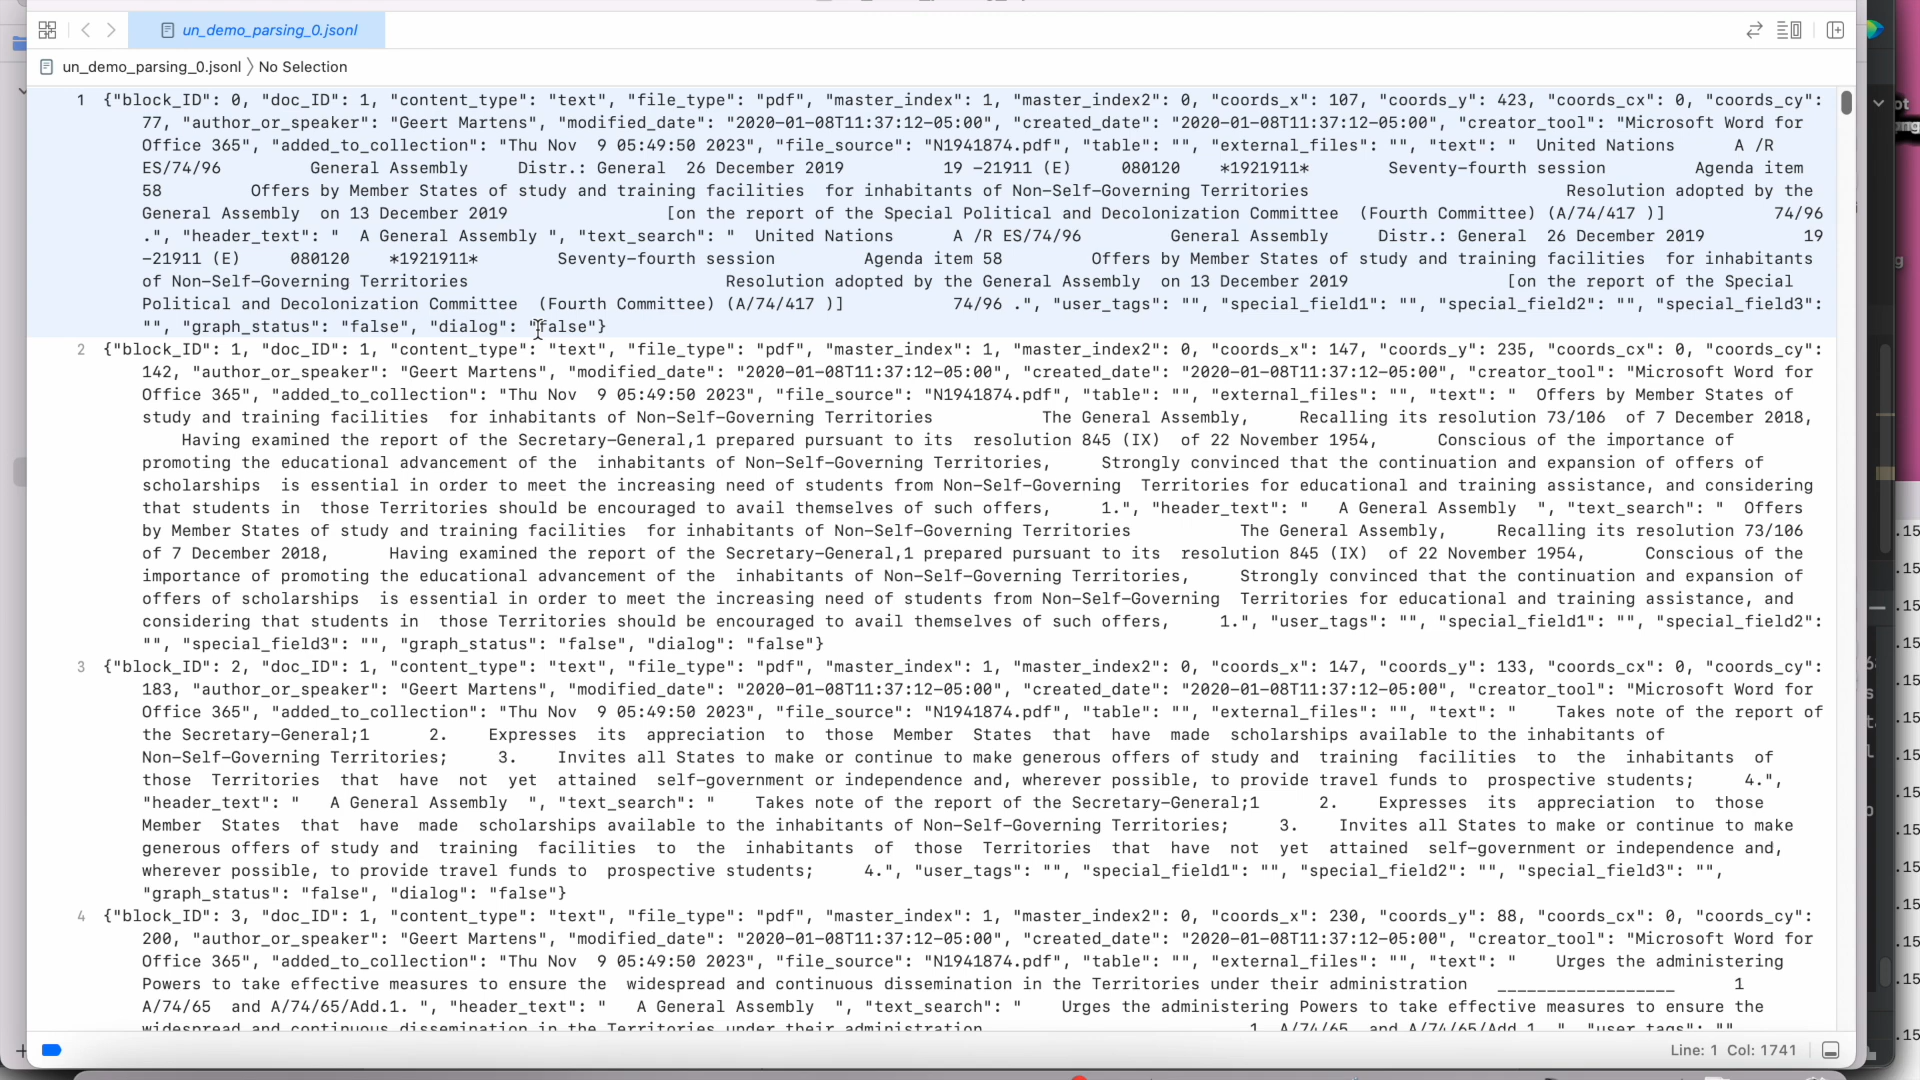 un_demo_parsing_0.jsonl
un_demo_parsing_0.jsonl 〉 No Selection
1 {"block_ID": 0, "doc_ID": 1, "content_type": "text", "file_type": "pdf", "master_index": 1, "master_index2": 0, "coords_x": 107, "coords_y": 423, "coords_cx": 0, "coords_cy":
77, "author_or_speaker": "Geert Martens", "modified_date": "2020-01-08T11:37:12-05:00", "created_date": "2020-01-08T11:37:12-05:00", "creator_tool": "Microsoft Word for
Office 365", "added_to_collection": "Thu Nov  9 05:49:50 2023", "file_source": "N1941874.pdf", "table": "", "external_files": "", "text": "  United Nations      A /R
ES/74/96         General Assembly     Distr.: General  26 December 2019          19 -21911 (E)     080120    *1921911*        Seventy-fourth session         Agenda item
58         Offers by Member States of study and training facilities  for inhabitants of Non-Self-Governing Territories                          Resolution adopted by the
General Assembly  on 13 December 2019                [on the report of the Special Political and Decolonization Committee  (Fourth Committee) (A/74/417 )]           74/96
.", "header_text": "  A General Assembly ", "text_search": "  United Nations      A /R ES/74/96         General Assembly     Distr.: General  26 December 2019          19
-21911 (E)     080120    *1921911*        Seventy-fourth session         Agenda item 58         Offers by Member States of study and training facilities  for inhabitants
of Non-Self-Governing Territories                          Resolution adopted by the General Assembly  on 13 December 2019                [on the report of the Special
Political and Decolonization Committee  (Fourth Committee) (A/74/417 )]           74/96 .", "user_tags": "", "special_field1": "", "special_field2": "", "special_field3":
"", "graph_status": "false", "dialog": "false"}
2 {"block_ID": 1, "doc_ID": 1, "content_type": "text", "file_type": "pdf", "master_index": 1, "master_index2": 0, "coords_x": 147, "coords_y": 235, "coords_cx": 0, "coords_cy":
142, "author_or_speaker": "Geert Martens", "modified_date": "2020-01-08T11:37:12-05:00", "created_date": "2020-01-08T11:37:12-05:00", "creator_tool": "Microsoft Word for
Office 365", "added_to_collection": "Thu Nov  9 05:49:50 2023", "file_source": "N1941874.pdf", "table": "", "external_files": "", "text": "  Offers by Member States of
study and training facilities  for inhabitants of Non-Self-Governing Territories           The General Assembly,     Recalling its resolution 73/106  of 7 December 2018,
Having examined the report of the Secretary-General,1 prepared pursuant to its  resolution 845 (IX)  of 22 November 1954,      Conscious of the importance of
promoting the educational advancement of the  inhabitants of Non-Self-Governing Territories,     Strongly convinced that the continuation and expansion of offers of
scholarships  is essential in order to meet the increasing need of students from Non-Self-Governing  Territories for educational and training assistance, and considering
that students in  those Territories should be encouraged to avail themselves of such offers,     1.", "header_text": "   A General Assembly  ", "text_search": "  Offers
by Member States of study and training facilities  for inhabitants of Non-Self-Governing Territories           The General Assembly,     Recalling its resolution 73/106
of 7 December 2018,      Having examined the report of the Secretary-General,1 prepared pursuant to its  resolution 845 (IX)  of 22 November 1954,      Conscious of the
importance of promoting the educational advancement of the  inhabitants of Non-Self-Governing Territories,     Strongly convinced that the continuation and expansion of
offers of scholarships  is essential in order to meet the increasing need of students from Non-Self-Governing  Territories for educational and training assistance, and
considering that students in  those Territories should be encouraged to avail themselves of such offers,     1.", "user_tags": "", "special_field1": "", "special_field2":
"", "special_field3": "", "graph_status": "false", "dialog": "false"}
3 {"block_ID": 2, "doc_ID": 1, "content_type": "text", "file_type": "pdf", "master_index": 1, "master_index2": 0, "coords_x": 147, "coords_y": 133, "coords_cx": 0, "coords_cy":
183, "author_or_speaker": "Geert Martens", "modified_date": "2020-01-08T11:37:12-05:00", "created_date": "2020-01-08T11:37:12-05:00", "creator_tool": "Microsoft Word for
Office 365", "added_to_collection": "Thu Nov  9 05:49:50 2023", "file_source": "N1941874.pdf", "table": "", "external_files": "", "text": "    Takes note of the report of
the Secretary-General;1      2.    Expresses  its  appreciation  to  those  Member  States  that  have  made  scholarships available to the inhabitants of
Non-Self-Governing Territories;     3.    Invites all States to make or continue to make generous offers of study and  training  facilities  to  the  inhabitants  of
those  Territories  that  have  not  yet  attained  self-government or independence and, wherever possible, to provide travel funds to  prospective students;     4.",
"header_text": "   A General Assembly  ", "text_search": "    Takes note of the report of the Secretary-General;1      2.    Expresses  its  appreciation  to  those
Member  States  that  have  made  scholarships available to the inhabitants of Non-Self-Governing Territories;     3.    Invites all States to make or continue to make
generous offers of study and  training  facilities  to  the  inhabitants  of  those  Territories  that  have  not  yet  attained  self-government or independence and,
wherever possible, to provide travel funds to  prospective students;     4.", "user_tags": "", "special_field1": "", "special_field2": "", "special_field3": "",
"graph_status": "false", "dialog": "false"}
4 {"block_ID": 3, "doc_ID": 1, "content_type": "text", "file_type": "pdf", "master_index": 1, "master_index2": 0, "coords_x": 230, "coords_y": 88, "coords_cx": 0, "coords_cy":
200, "author_or_speaker": "Geert Martens", "modified_date": "2020-01-08T11:37:12-05:00", "created_date": "2020-01-08T11:37:12-05:00", "creator_tool": "Microsoft Word for
Office 365", "added_to_collection": "Thu Nov  9 05:49:50 2023", "file_source": "N1941874.pdf", "table": "", "external_files": "", "text": "    Urges the administering
Powers to take effective measures to ensure the  widespread and continuous dissemination in the Territories under their administration   __________________      1
A/74/65  and A/74/65/Add.1. ", "header_text": "   A General Assembly  ", "text_search": "    Urges the administering Powers to take effective measures to ensure the
widespread and continuous dissemination in the Territories under their administration                           1  A/74/65  and A/74/65/Add.1. ", "user_tags": ""
Line: 1  Col: 1741